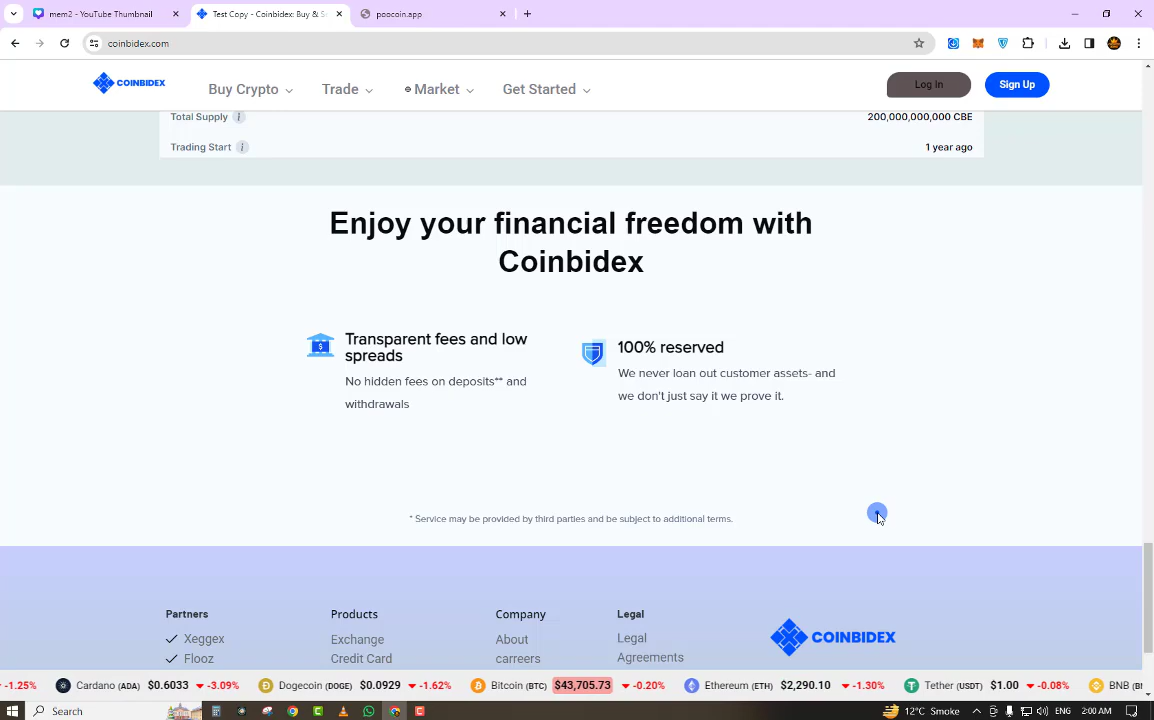 mem2 - YouTube Thumbnail
Test Copy - Coinbidex: Buy & Se
poocoin.app
coinbidex.com
COINBIDEX
Buy Crypto
Trade
Market
Get Started
Log In
Sign Up
Total Supply i
200,000,000,000 CBE
Trading Start i
1 year ago
Enjoy your financial freedom with
Coinbidex
Transparent fees and low
spreads
No hidden fees on deposits** and
withdrawals
100% reserved
We never loan out customer assets- and
we don't just say it we prove it.
* Service may be provided by third parties and be subject to additional terms.
Partners
Xeggex
Flooz
Products
Exchange
Credit Card
Company
About
carreers
Legal
Legal
Agreements
COINBIDEX
-1.25% Cardano (ADA) $0.6033 -3.09% Dogecoin (DOGE) $0.0929 -1.62% Bitcoin (BTC) $43,705.73 -0.20% Ethereum (ETH) $2,290.10 -1.30% Tether (USDT) $1.00 -0.08% BNB (BN
Search
12°C Smoke
ENG
2:00 AM